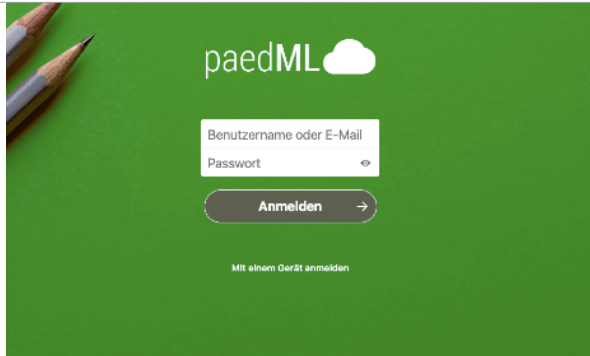 paedML
Benutzername oder E-Mail
Passwort
Anmelden
Mit einem Gerät anmelden